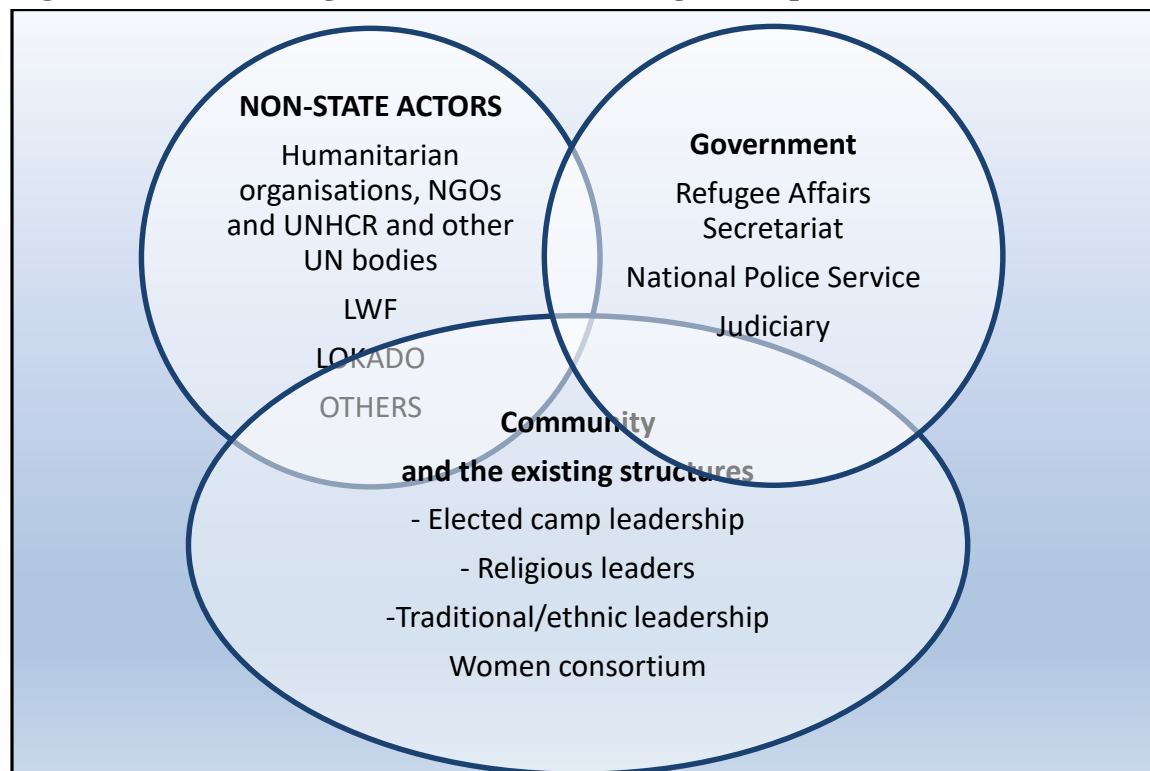 NON-STATE ACTORS
Humanitarian
organisations, NGOs
and UNHCR and other
UN bodies
LWF
LOKADO
OTHERS
Government
Refugee Affairs
Secretariat
National Police Service
Judiciary
Community
and the existing structures
- Elected camp leadership
- Religious leaders
-Traditional/ethnic leadership
Women consortium